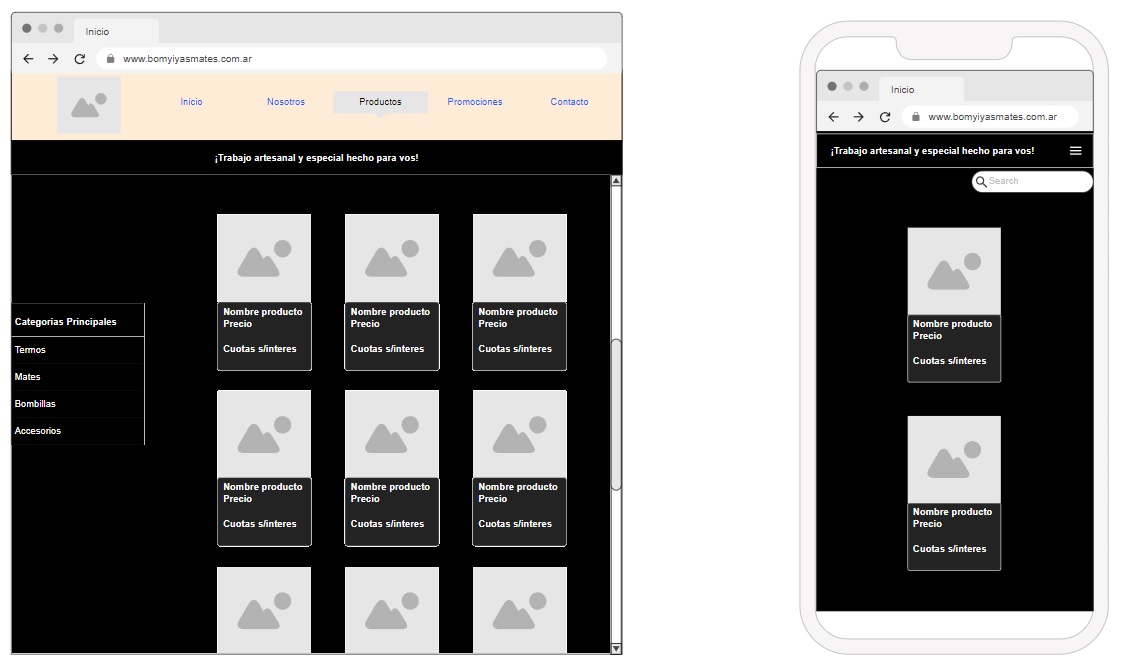 Inicio
www.bomyiyasmates.com.ar
Inicio
Nosotros
Productos
Promociones
Contacto
¡Trabajo artesanal y especial hecho para vos!
Categorias Principales
Termos
Mates
Bombillas
Accesorios
Nombre producto
Precio
Cuotas s/interes
Nombre producto
Precio
Cuotas s/interes
Nombre producto
Precio
Cuotas s/interes
Nombre producto
Precio
Cuotas s/interes
Nombre producto
Precio
Cuotas s/interes
Nombre producto
Precio
Cuotas s/interes
Inicio
www.bomyiyasmates.com.ar
¡Trabajo artesanal y especial hecho para vos!
Search
Nombre producto
Precio
Cuotas s/interes
Nombre producto
Precio
Cuotas s/interes